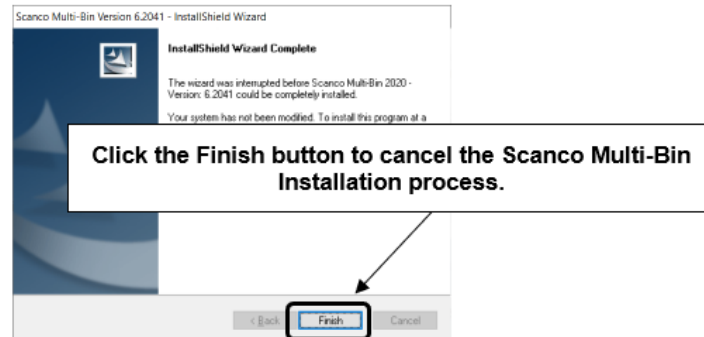 Scanco Multi-Bin Version 6.2041 - InstallShield Wizard
InstallShield Wizard Complete
The wizard was interrupted before Scanco Multi-Bin 2020 -
Version: 6.2041 could be completely installed.
Your system has not been modified. To install this program at a
Click the Finish button to cancel the Scanco Multi-Bin
Installation process.
< Back
Finish
Cancel